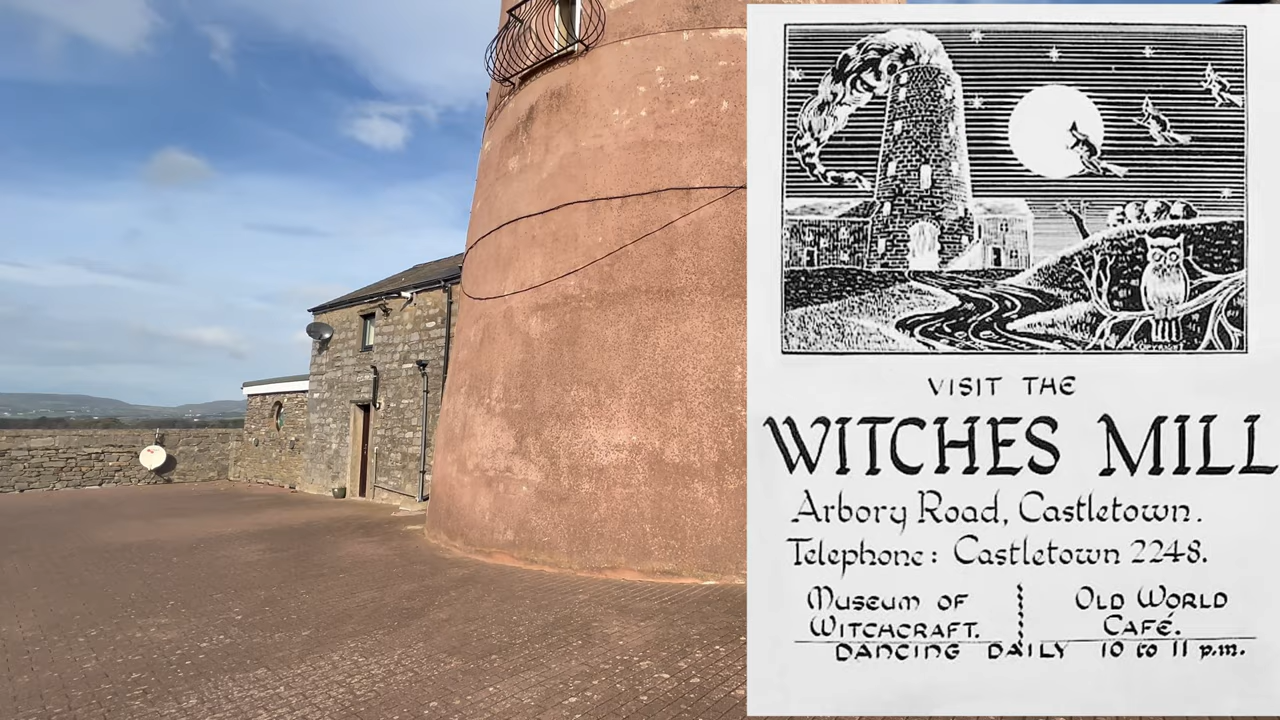 VISIT THE
WITCHES MILL
Arbory Road, Castletown.
Telephone: Castletown 2248.
MUSEUM OF
WITCHCRAFT.
OLD WORLD
CAFÉ.
DANCING DAILY 10 to 11 p.m.